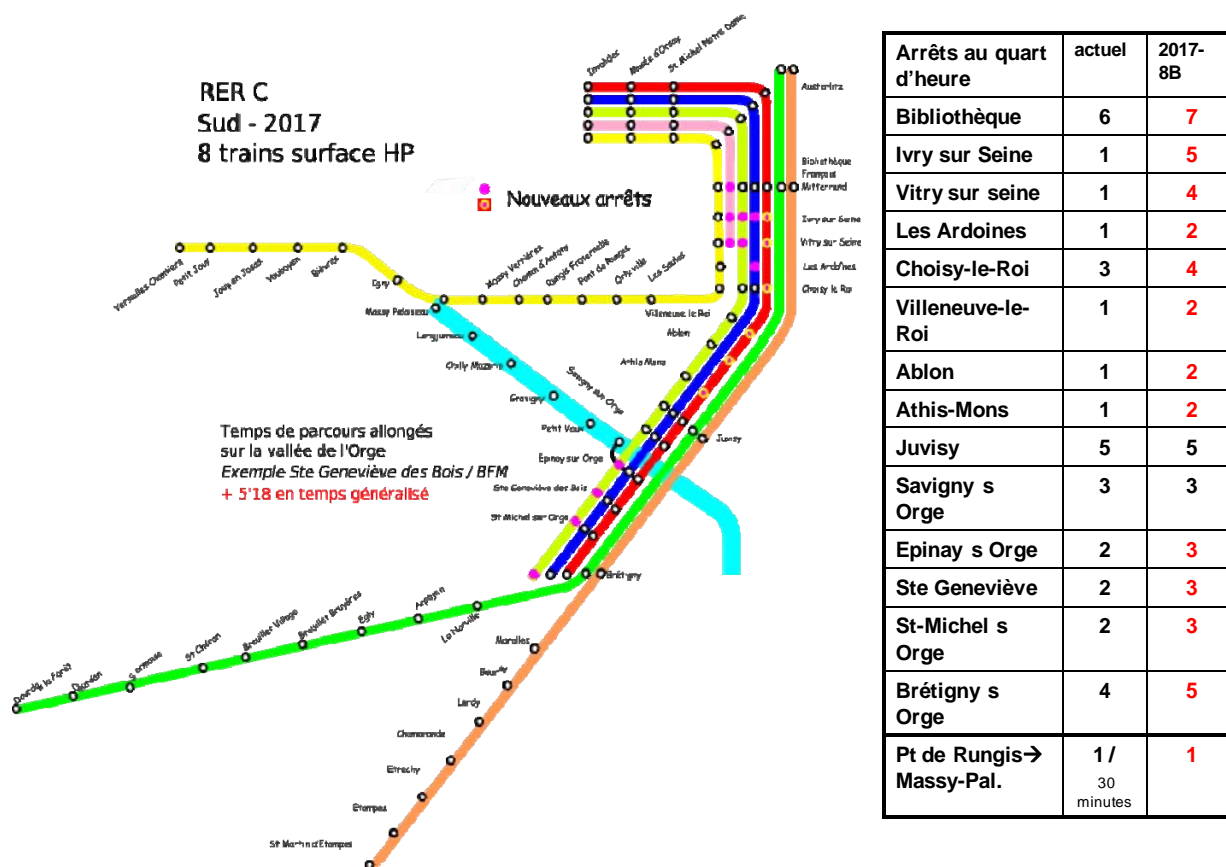 RER C
Sud - 2017
8 trains surface HP
Nouveaux arrêts
Invalides
Musée d'Orsay
St Michel Notre Dame
Austerlitz
Bibliothèque
François
Mitterrand
Ivry sur Seine
Vitry sur Seine
Les Ardoines
Choisy le Roi
Versailles Chantiers
Petit Jouy
Jouy en Josas
Vauboyen
Bièvres
Igny
Massy Palaiseau
Massy Verrières
Chemin d'Antony
Rungis Fraternelle
Pont de Rungis
Orly ville
Les Saules
Villeneuve le Roi
Ablon
Athis Mons
Longjumeau
Chilly Mazarin
Gravigny
Petit Vaux
Savigny sur Orge
Epinay sur Orge
Juvisy
Ste Geneviève des Bois
St Michel sur Orge
Brétigny
Temps de parcours allongés
sur la vallée de l'Orge
Exemple Ste Geneviève des Bois / BFM
+ 5'18 en temps généralisé
Dourdan la Forêt
Dourdan
Sermaise
St Chéron
Breuillet Village
Breuillet Bruyères
Egly
Arpajon
La Norville
Marolles
Bouray
Lardy
Chamarande
Etrechy
Etampes
St Martin d'Etampes
Arrêts au quart d'heure actuel 2017-8B
Bibliothèque 6 7
Ivry sur Seine 1 5
Vitry sur seine 1 4
Les Ardoines 1 2
Choisy-le-Roi 3 4
Villeneuve-le-Roi 1 2
Ablon 1 2
Athis-Mons 1 2
Juvisy 5 5
Savigny s Orge 3 3
Epinay s Orge 2 3
Ste Geneviève 2 3
St-Michel s Orge 2 3
Brétigny s Orge 4 5
Pt de Rungis→ Massy-Pal. 1 / 30 minutes 1